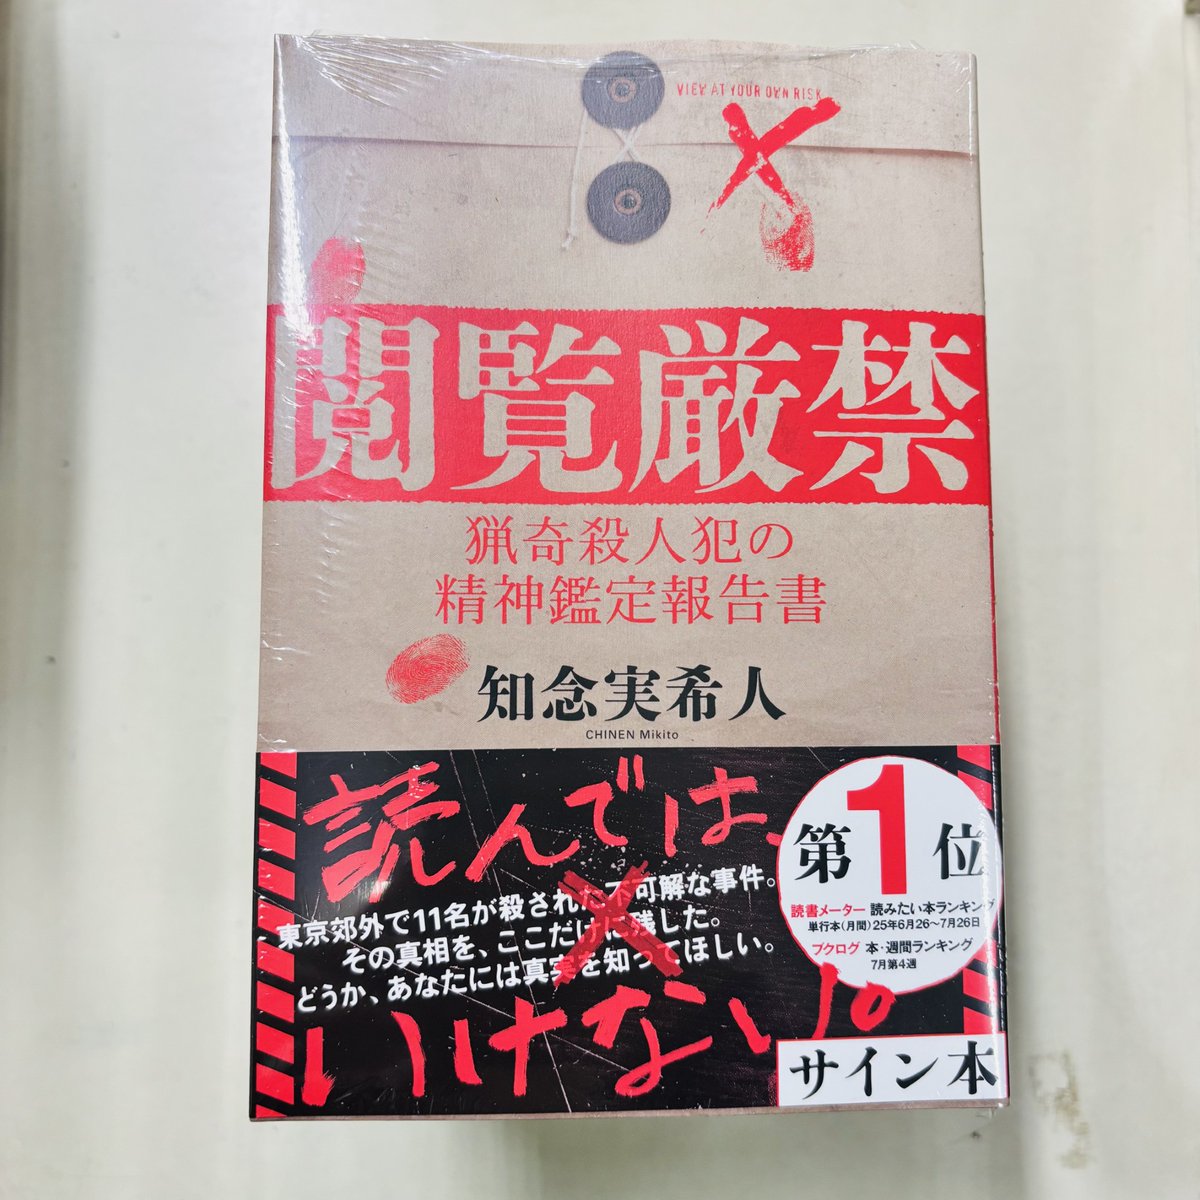 VIEW AT YOUR OWN RISK
閲覧厳禁
猟奇殺人犯の
精神鑑定報告書
知念実希人
CHINEN Mikito
読んでは、
いけない。
東京郊外で11名が殺された不可解な事件。
その真相を、ここだけに残した。
どうか、あなたには真実を知ってほしい。
第1位
読書メーター 読みたい本ランキング
単行本(月間)25年6月26〜7月26日
ブクログ 本・週間ランキング
7月第4週
サイン本